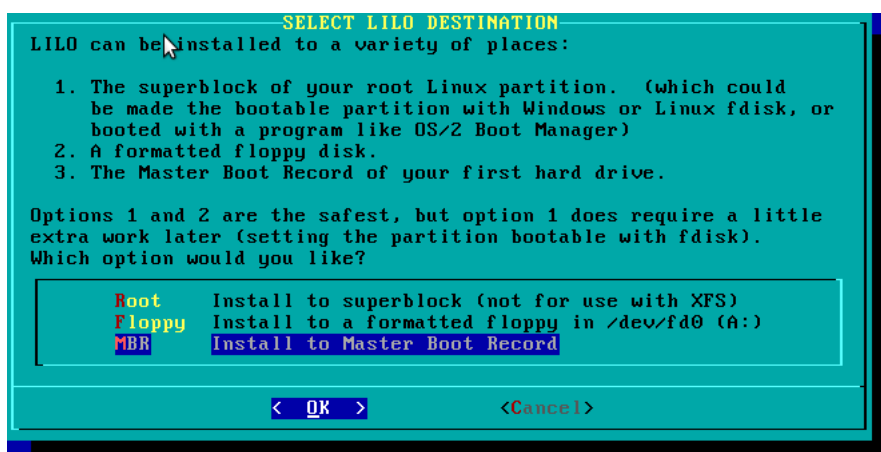 SELECT LILO DESTINATION
LILO can be installed to a variety of places:
1. The superblock of your root Linux partition. (which could
be made the bootable partition with Windows or Linux fdisk, or
booted with a program like OS/2 Boot Manager)
2. A formatted floppy disk.
3. The Master Boot Record of your first hard drive.
Options 1 and 2 are the safest, but option 1 does require a little
extra work later (setting the partition bootable with fdisk).
Which option would you like?
Root Install to superblock (not for use with XFS)
Floppy Install to a formatted floppy in /dev/fd0 (A:)
MBR Install to Master Boot Record
< OK > <Cancel>